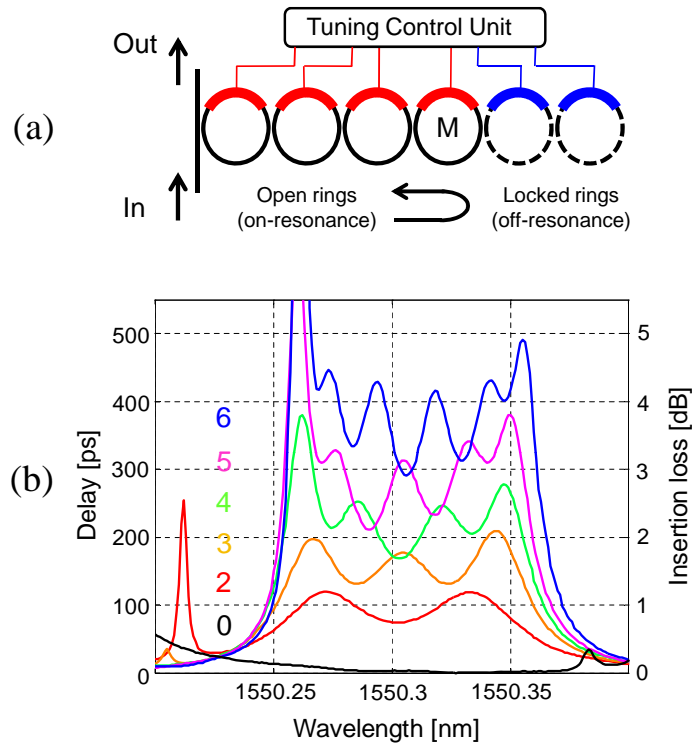 Tuning Control Unit
Out
(a)
M
In
Open rings
(on-resonance)
Locked rings
(off-resonance)
(b)
Delay [ps]
500
400
300
200
100
0
6
5
4
3
2
0
5
4
3
2
1
0
Insertion loss [dB]
1550.25
1550.3
1550.35
Wavelength [nm]